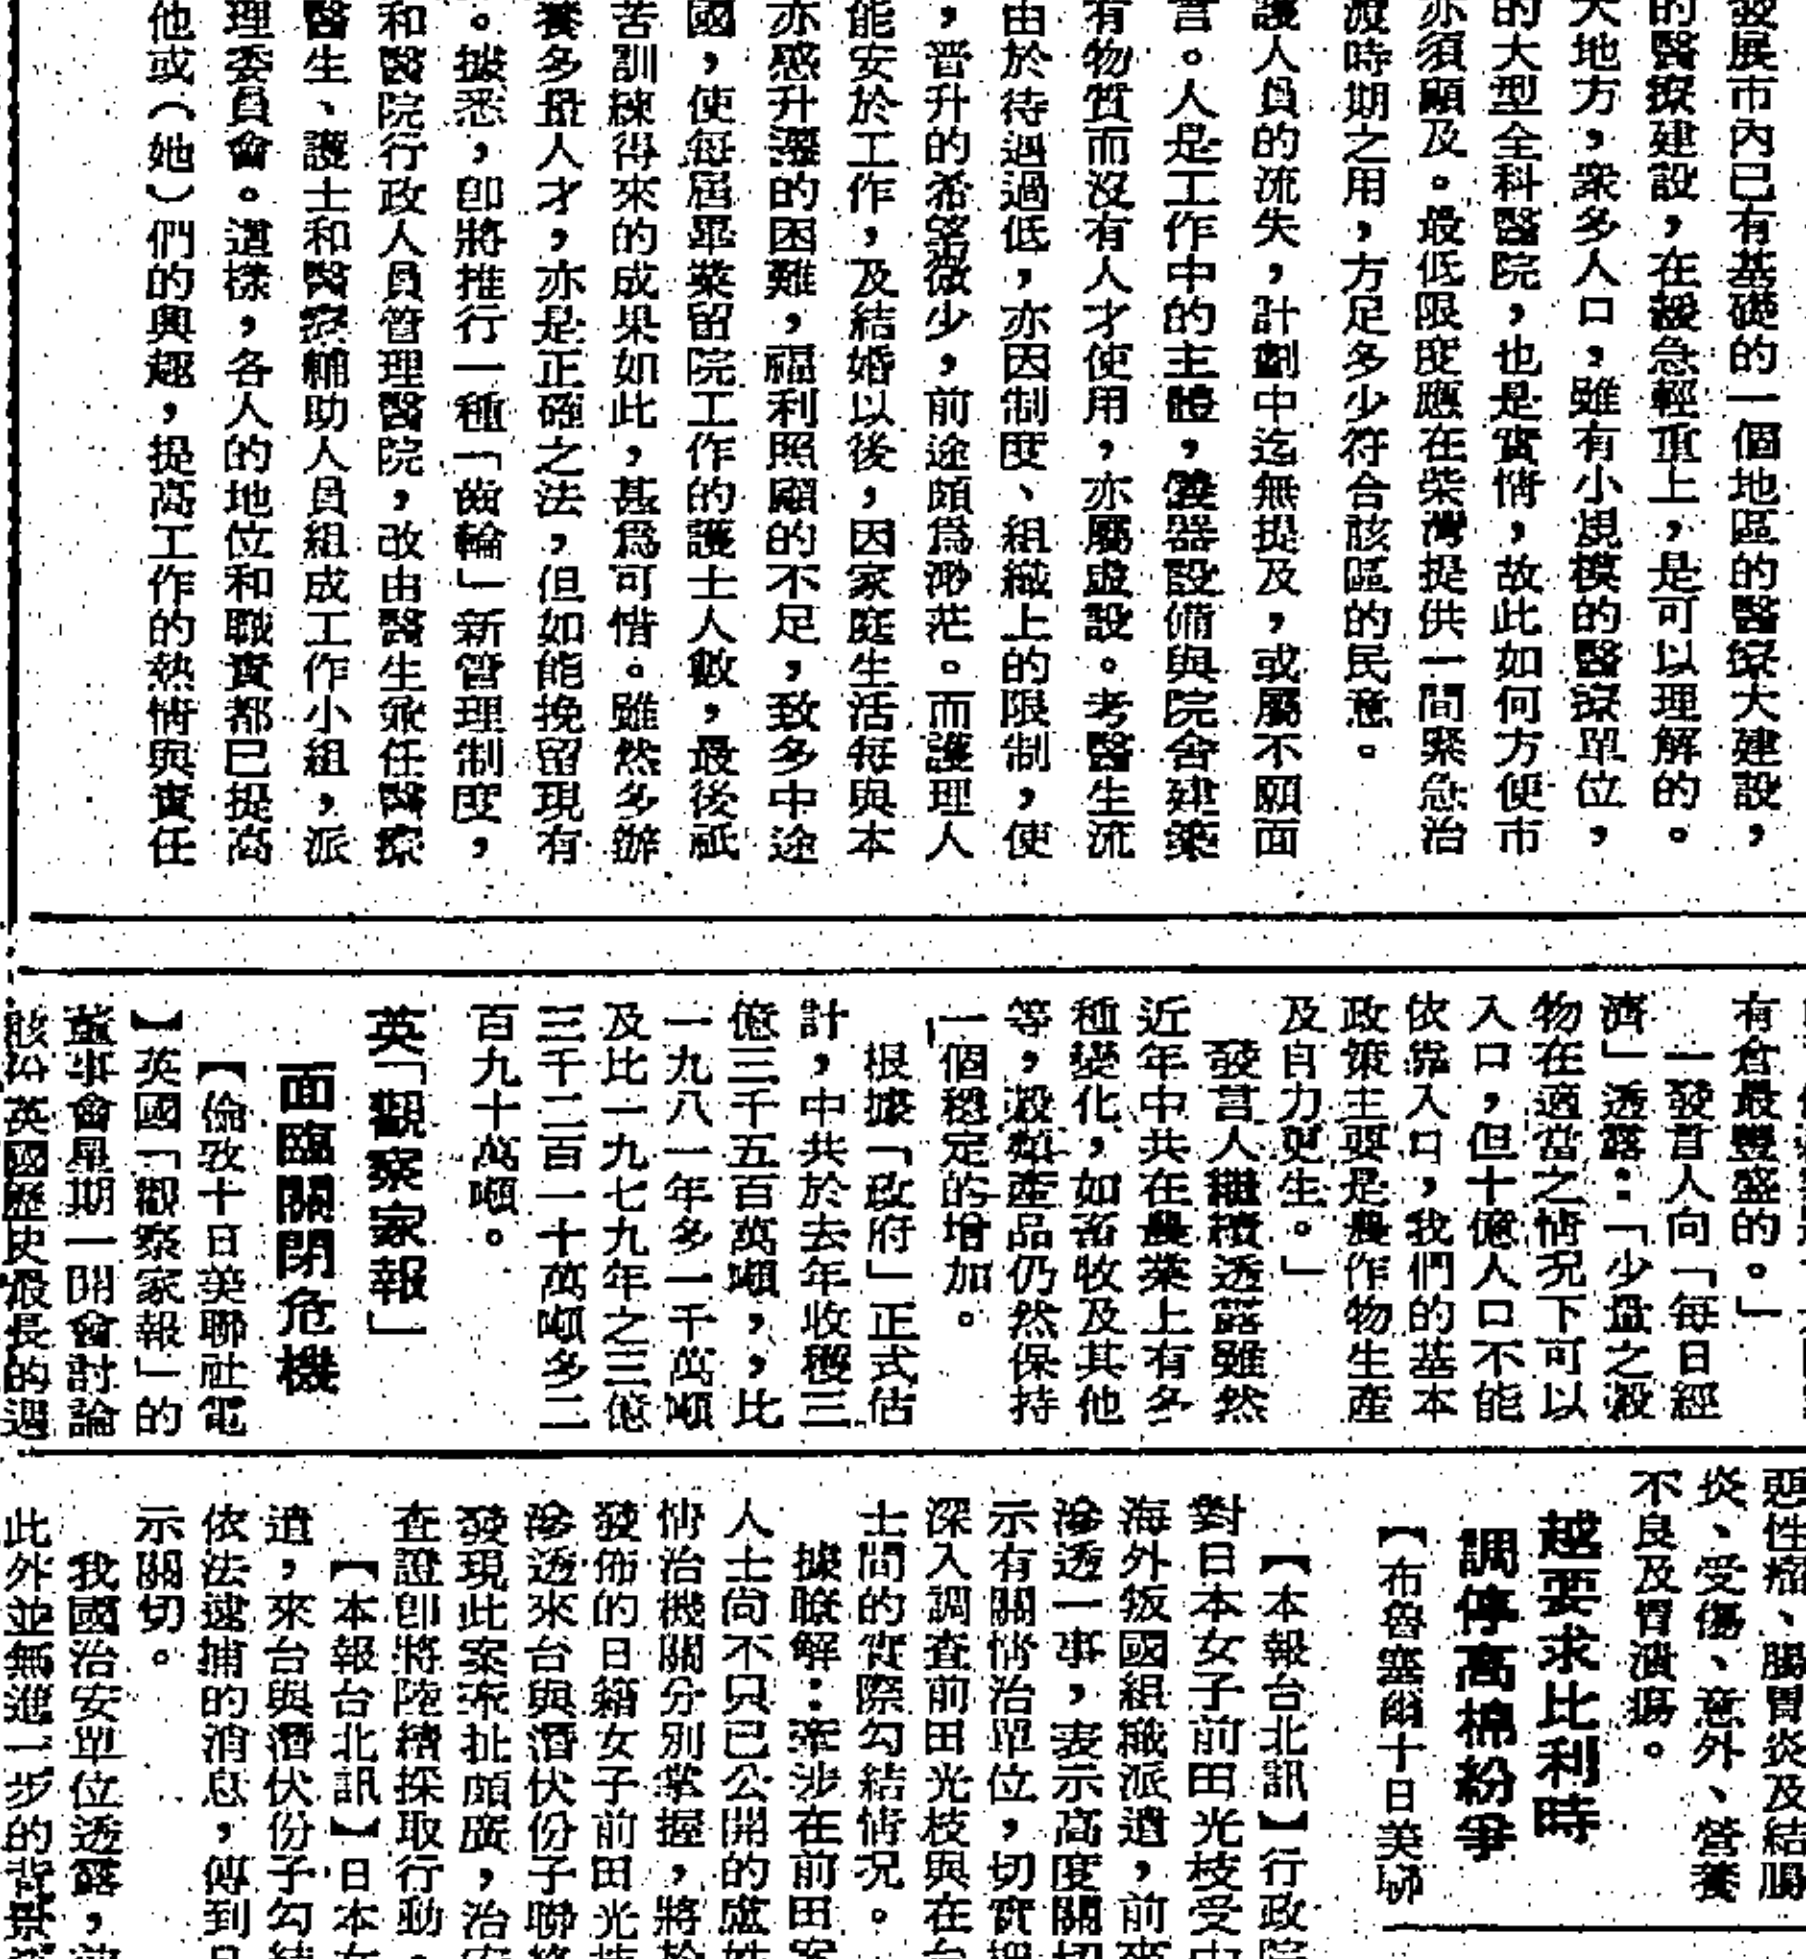 發展市內已有基礎的一個地區的醫療大建設，
的醫療建設，在緩急輕重上，是可以理解的。
大地方，衆多人口，雖有小規模的醫療單位，
的大型全科醫院，也是實情，故此如何方便市
亦須顧及。最低限度應在柴灣提供一間緊急治
渡時期之用，方足多少符合該區的民意。
護人員的流失，計劃中迄無提及，或屬不願面
言。人是工作中的主體，儀器設備與院舍建築
有物質而沒有人才使用，亦屬虛設。考醫生流
由於待遇過低，亦因制度、組織上的限制，使
，晋升的希望微少，前途頗爲渺茫。而護理人
能安於工作，及結婚以後，因家庭生活每與本
亦感升遷的困難，福利照顧的不足，致多中途
國，使每屆畢業留院工作的護士人數，最後祇
苦訓練得來的成果如此，甚爲可惜。雖然多辦
養多量人才，亦是正確之法，但如能挽留現有
。據悉，卽將推行一種「齒輪」新管理制度，
和醫院行政人員管理醫院，改由醫生兼任醫療
醫生、護士和醫療輔助人員組成工作小組，派
理委員會。這樣，各人的地位和職責都已提高
他或（她）們的興趣，提高工作的熱情與責任
有倉最豐盛的。」
一發言人向「每日經
濟」透露：「少量之穀
物在適當之情况下可以
入口，但十億人口不能
依靠入口，我們的基本
政策主要是農作物生產
及自力更生。」
發言人繼續透露雖然
近年中共在農業上有多
種變化，如畜牧及其他
等，穀類產品仍然保持
一個穩定的增加。
根據「政府」正式估
計，中共於去年收穫三
億三千五百萬噸，，比
一九八一年多一千萬噸
及比一九七九年之三億
三千二百一十萬噸多二
百九十萬噸。
英「觀察家報」
面臨關閉危機
【倫敦十日美聯社電
】英國「觀察家報」的
董事會星期一開會討論
該份英國歷史最長的週
惡性瘤、腸胃炎及結腸
炎、受傷、意外、營養
不良及胃潰瘍。
越要求比利時
調停高棉紛爭
【布魯塞爾十日美聯
【本報台北訊】行政院
對日本女子前田光枝受中
海外叛國組織派遣，前來
滲透一事，表示高度關切
示有關情治單位，切實
深入調查前田光枝與在台
士間的實際勾結情况。
據瞭解：牽涉在前田案
人士尙不只已公開的盧
情治機關分別掌握，將於
發佈的日籍女子前田光枝
滲透來台與潛伏份子聯絡
發現此案牽扯頗廣，治安
查證卽將陸續採取行動。
【本報台北訊】日本女
遣，來台與潛伏份子勾結
依法逮捕的消息，傳到
示關切。
我國治安單位透露，
此外並無進一步的背景